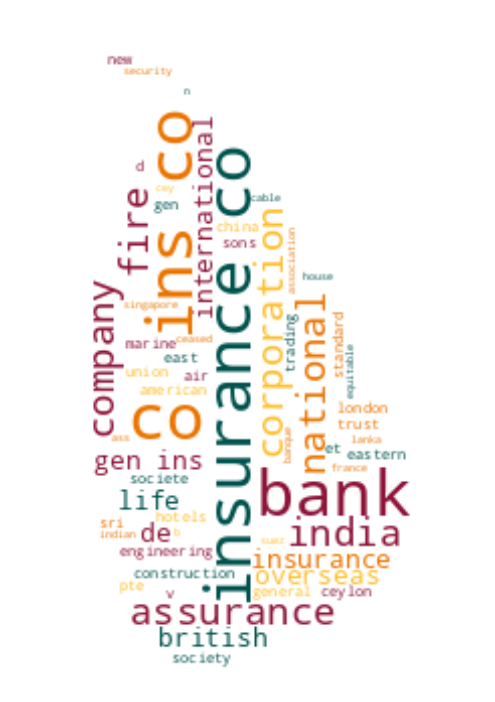 new
security
n
ins co
international
insurance co
d
cey
gen
cable
fire
china
sons
corporation
association
house
company
singapore
national
trading
standard
marine
ceased
east
equitable
union
air
american
co
london
trust
ass
banque
et
lanka
eastern
gen ins
france
societe
bank
life
hotels
sri
indian
de
b
india
suez
engineering
insurance
construction
overseas
pte
v
general
ceylon
assurance
british
society